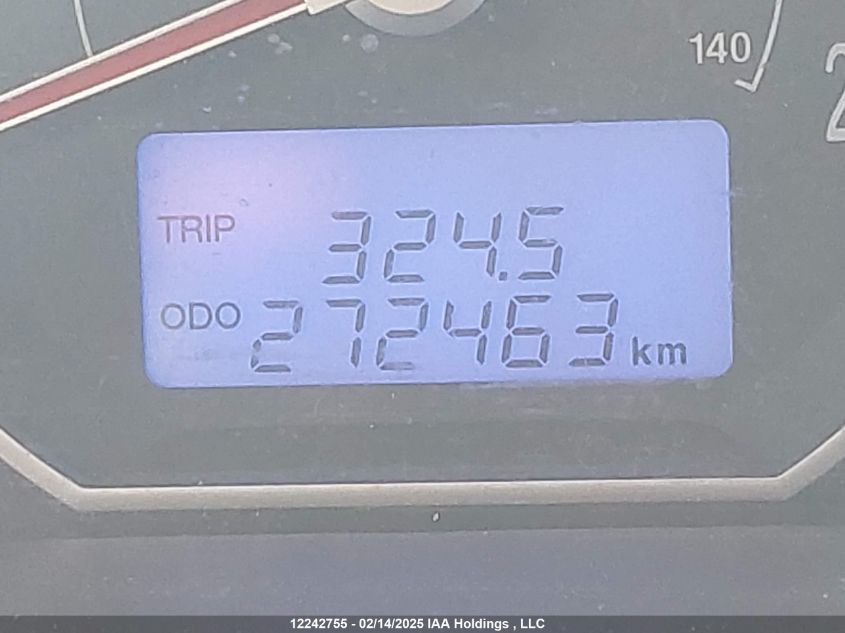 140
TRIP 324.5
ODO 272463 km
12242755 - 02/14/2025 IAA Holdings , LLC